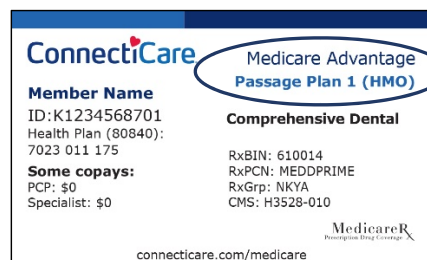 ConnectiCare
Medicare Advantage
Passage Plan 1 (HMO)
Member Name
ID:K1234568701
Health Plan (80840):
7023 011 175
Some copays:
PCP: $0
Specialist: $0
Comprehensive Dental
RxBIN: 610014
RxPCN: MEDDPRIME
RxGrp: NKYA
CMS: H3528-010
MedicareRx
Prescription Drug Coverage
connecticare.com/medicare